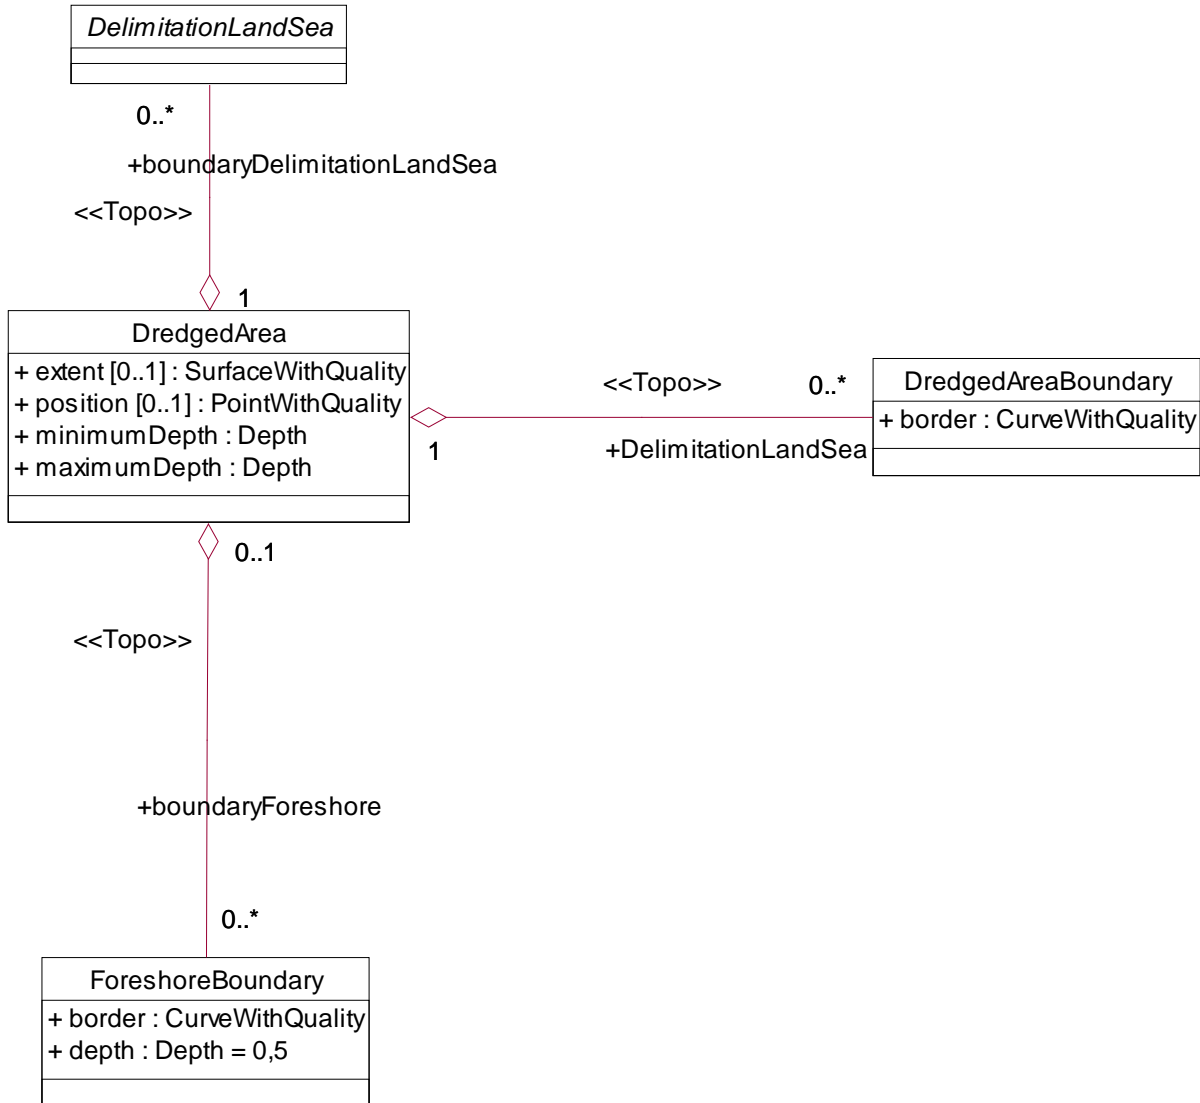 DelimitationLandSea
0..*
+boundaryDelimitationLandSea
<<Topo>>
1
DredgedArea
+ extent [0..1] : SurfaceWithQuality
+ position [0..1] : PointWithQuality
+ minimumDepth : Depth
+ maximumDepth : Depth
<<Topo>>
0..*
1
+DelimitationLandSea
DredgedAreaBoundary
+ border : CurveWithQuality
0..1
<<Topo>>
+boundaryForeshore
0..*
ForeshoreBoundary
+ border : CurveWithQuality
+ depth : Depth = 0,5